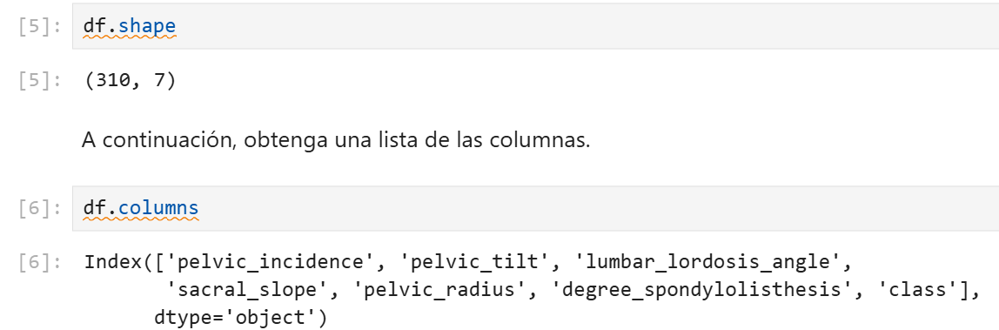 [5]: df.shape
[5]: (310, 7)
A continuación, obtenga una lista de las columnas.
[6]: df.columns
[6]: Index(['pelvic_incidence', 'pelvic_tilt', 'lumbar_lordosis_angle',
'sacral_slope', 'pelvic_radius', 'degree_spondylolisthesis', 'class'],
dtype='object')